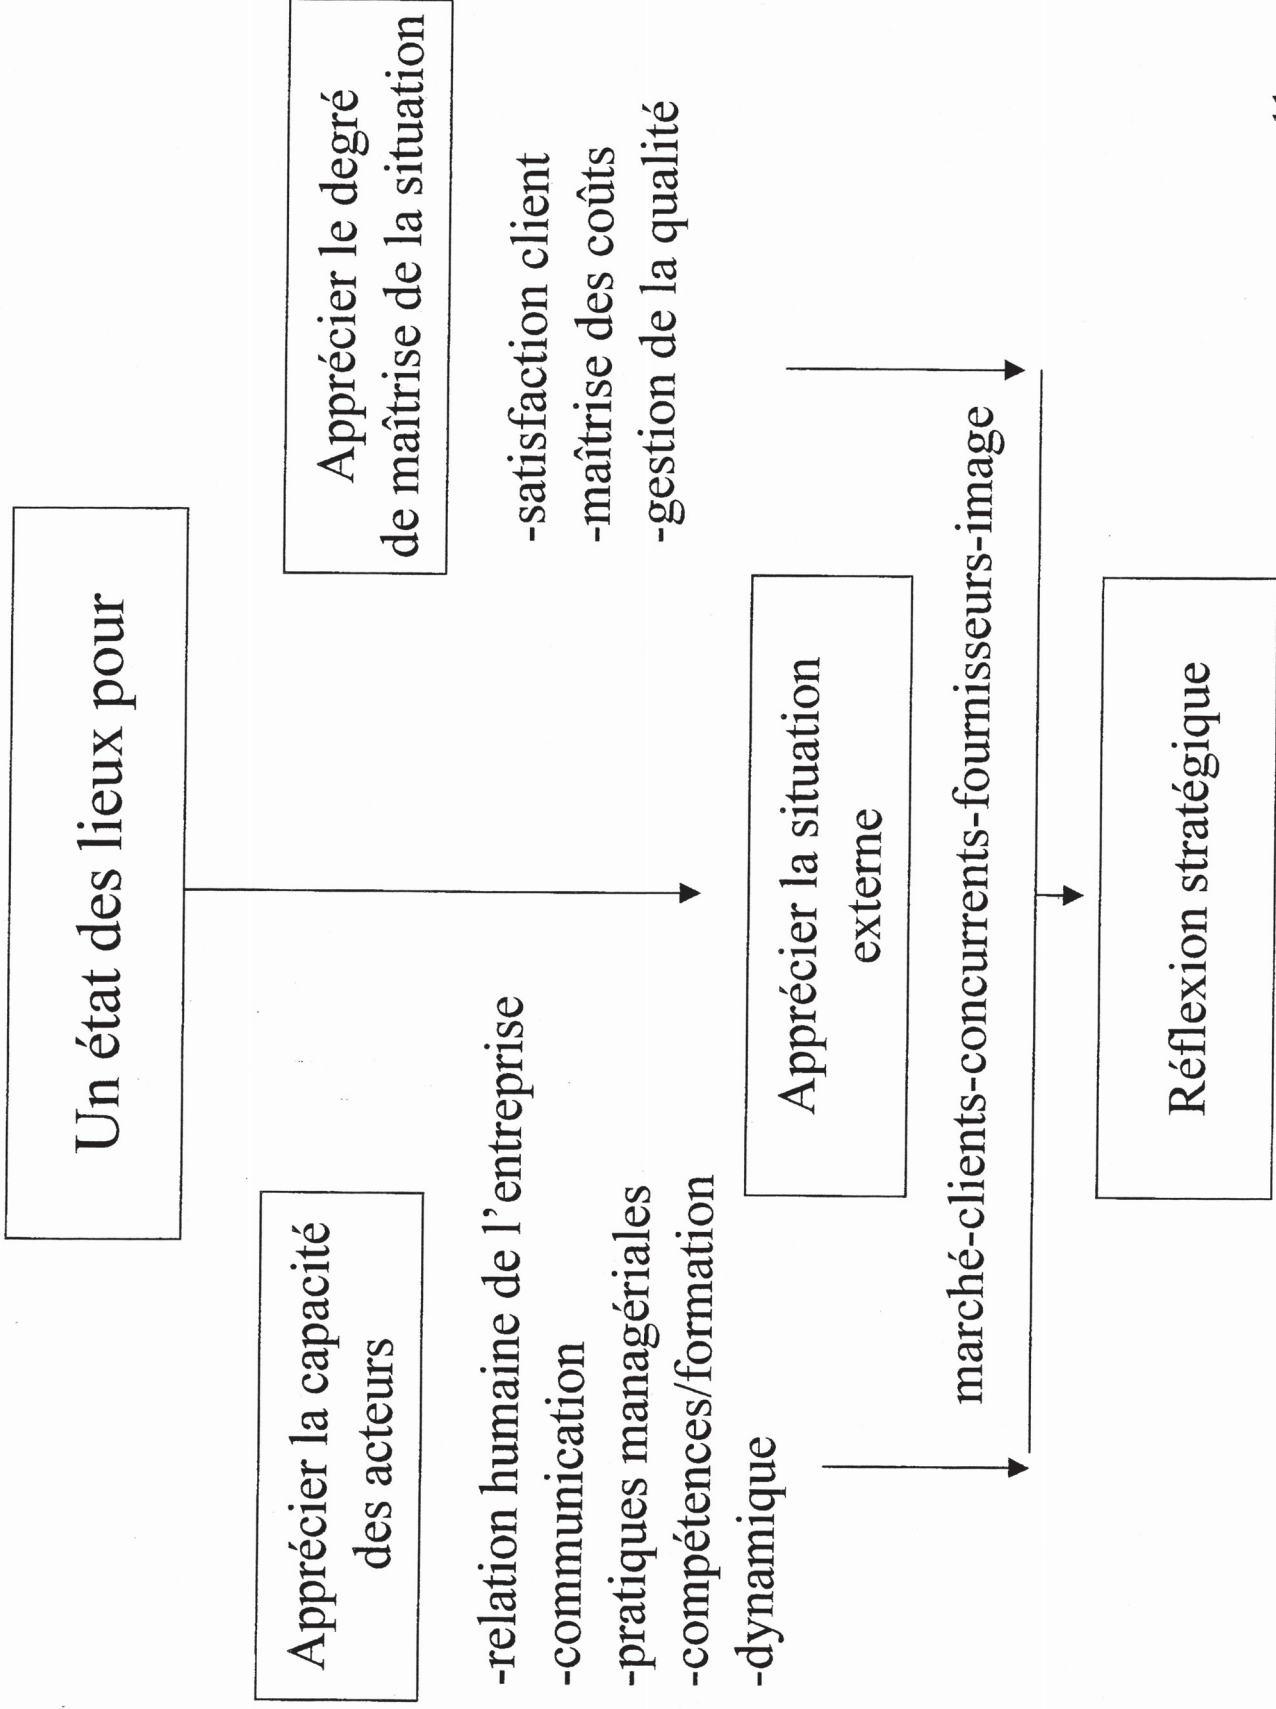 Un état des lieux pour
Apprécier la capacité
des acteurs
-relation humaine de l'entreprise
-communication
-pratiques managériales
-compétences/formation
-dynamique
Apprécier le degré
de maîtrise de la situation
-satisfaction client
-maîtrise des coûts
-gestion de la qualité
Apprécier la situation
externe
marché-clients-concurrents-fournisseurs-image
Réflexion stratégique